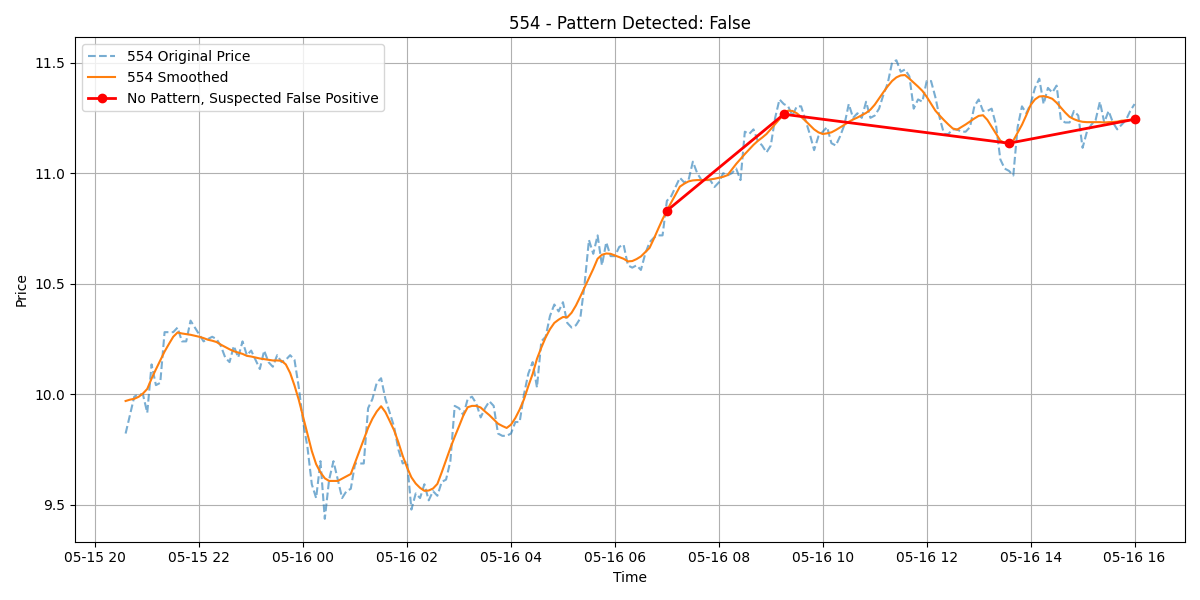 554 - Pattern Detected: False
554 Original Price
554 Smoothed
No Pattern, Suspected False Positive
Price
11.5
11.0
10.5
10.0
9.5
05-15 20 05-15 22 05-16 00 05-16 02 05-16 04 05-16 06 05-16 08 05-16 10 05-16 12 05-16 14 05-16 16
Time